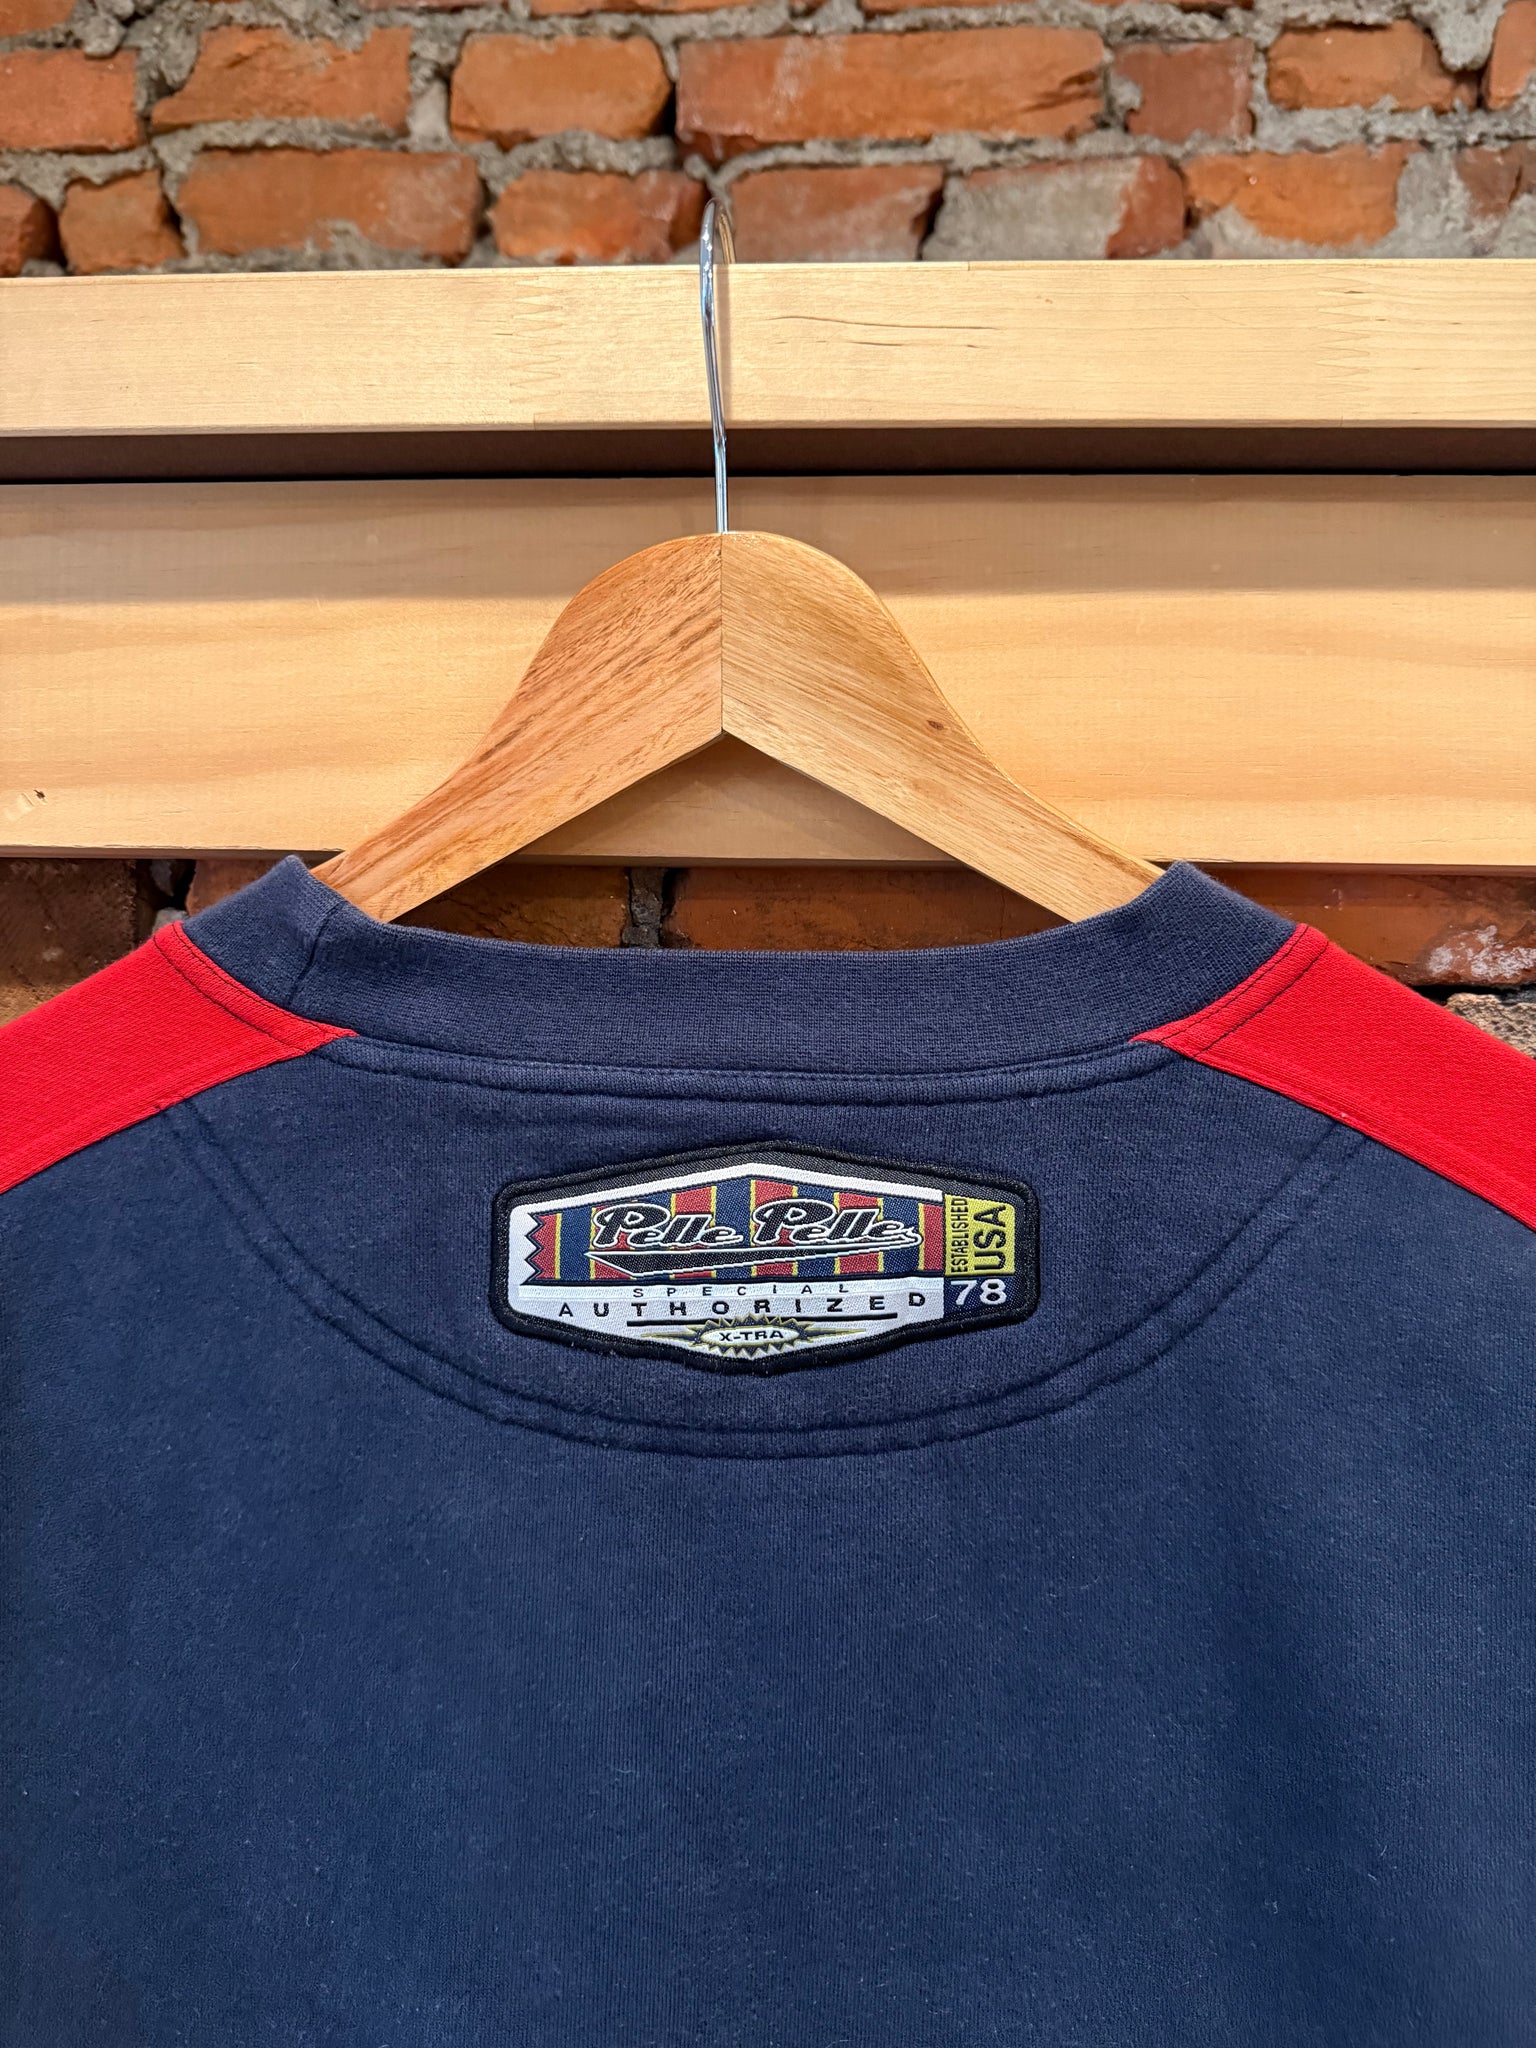 Pelle Pelle
ESTABLISHED
USA
78
SPECIAL
AUTHORIZED
X-TRA